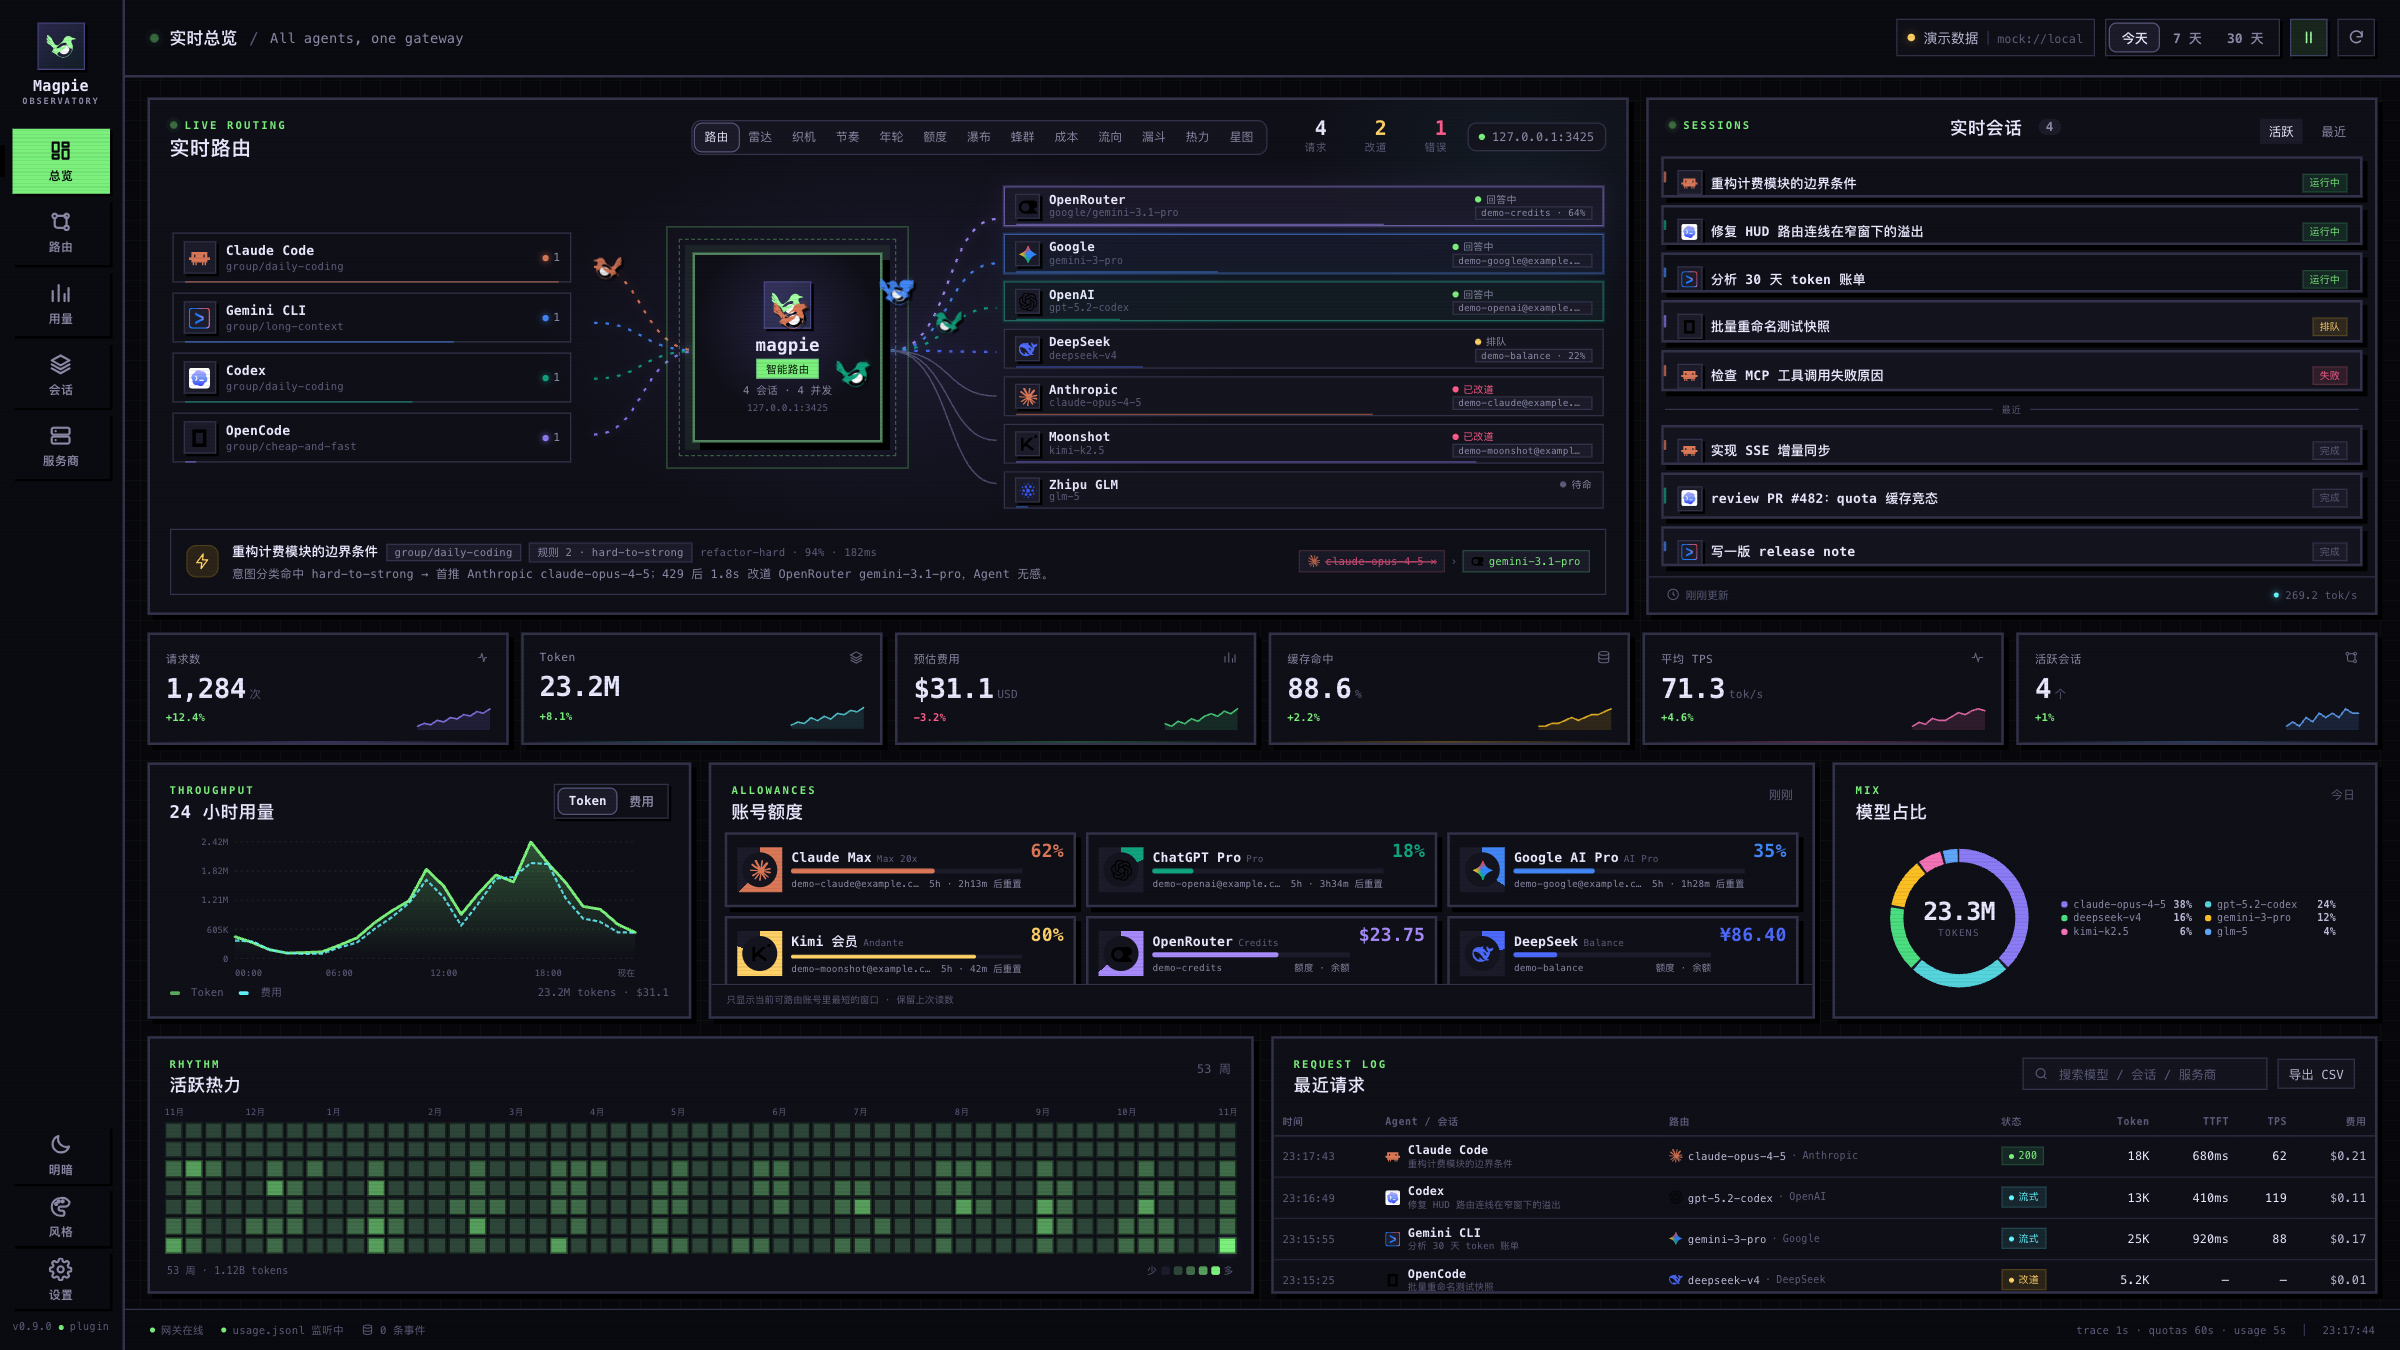 Magpie
OBSERVATORY
总览
路由
用量
会话
服务商
明暗
风格
设置
v0.9.0 ● plugin
实时总览 / All agents, one gateway
演示数据 | mock://local
今天 7 天 30 天
LIVE ROUTING
实时路由
路由 雷达 织机 节奏 年轮 额度 瀑布 蜂群 成本 流向 漏斗 热力 星图
4 请求
2 改道
1 错误
127.0.0.1:3425
Claude Code 1
group/daily-coding
Gemini CLI 1
group/long-context
Codex 1
group/daily-coding
OpenCode 1
group/cheap-and-fast
magpie
智能路由
4 会话 · 4 并发
127.0.0.1:3425
OpenRouter 回答中
google/gemini-3.1-pro demo-credits · 64%
Google 回答中
gemini-3-pro demo-google@example.…
OpenAI 回答中
gpt-5.2-codex demo-openai@example…
DeepSeek 排队
deepseek-v4 demo-balance · 22%
Anthropic 已改道
claude-opus-4-5 demo-claude@example.…
Moonshot 已改道
kimi-k2.5 demo-moonshot@exampl…
Zhipu GLM 待命
glm-5
重构计费模块的边界条件 group/daily-coding 规则 2 · hard-to-strong refactor-hard · 94% · 182ms
意图分类命中 hard-to-strong → 首推 Anthropic claude-opus-4-5; 429 后 1.8s 改道 OpenRouter gemini-3.1-pro, Agent 无感。
claude-opus-4-5 × › gemini-3.1-pro
SESSIONS
实时会话 4
活跃 最近
重构计费模块的边界条件 运行中
修复 HUD 路由连线在窄窗下的溢出 运行中
分析 30 天 token 账单 运行中
批量重命名测试快照 排队
检查 MCP 工具调用失败原因 失败
最近
实现 SSE 增量同步 完成
review PR #482: quota 缓存竞态 完成
写一版 release note 完成
刚刚更新 269.2 tok/s
请求数
1,284 次
+12.4%
Token
23.2M
+8.1%
预估费用
$31.1 USD
-3.2%
缓存命中
88.6 %
+2.2%
平均 TPS
71.3 tok/s
+4.6%
活跃会话
4 个
+1%
THROUGHPUT
24 小时用量
Token 费用
2.42M
1.82M
1.21M
605K
0
00:00 06:00 12:00 18:00 现在
Token 费用 23.2M tokens · $31.1
ALLOWANCES
账号额度
刚刚
Claude Max Max 20x 62%
demo-claude@example.c… 5h · 2h13m 后重置
ChatGPT Pro Pro 18%
demo-openai@example.c… 5h · 3h34m 后重置
Google AI Pro AI Pro 35%
demo-google@example.c… 5h · 1h28m 后重置
Kimi 会员 Andante 80%
demo-moonshot@example.c… 5h · 42m 后重置
OpenRouter Credits $23.75
demo-credits 额度 · 余额
DeepSeek Balance ¥86.40
demo-balance 额度 · 余额
只显示当前可路由账号里最短的窗口 · 保留上次读数
MIX
模型占比
今日
23.3M
TOKENS
claude-opus-4-5 38% gpt-5.2-codex 24%
deepseek-v4 16% gemini-3-pro 12%
kimi-k2.5 6% glm-5 4%
RHYTHM
活跃热力
53 周
11月 12月 1月 2月 3月 4月 5月 6月 7月 8月 9月 10月 11月
53 周 · 1.12B tokens 少 多
REQUEST LOG
最近请求
搜索模型 / 会话 / 服务商
导出 CSV
时间 Agent / 会话 路由 状态 Token TTFT TPS 费用
23:17:43 Claude Code claude-opus-4-5 · Anthropic 200 18K 680ms 62 $0.21
重构计费模块的边界条件
23:16:49 Codex gpt-5.2-codex · OpenAI 流式 13K 410ms 119 $0.11
修复 HUD 路由连线在窄窗下的溢出
23:15:55 Gemini CLI gemini-3-pro · Google 流式 25K 920ms 88 $0.17
分析 30 天 token 账单
23:15:25 OpenCode deepseek-v4 · DeepSeek 改道 5.2K — — $0.01
批量重命名测试快照
网关在线 usage.jsonl 监听中 0 条事件
trace 1s · quotas 60s · usage 5s | 23:17:44